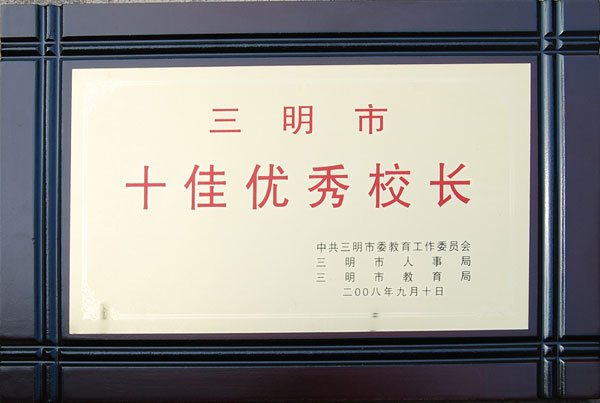 三明市
十佳优秀校长
中共三明市委教育工作委员会
三明市人事局
三明市教育局
二00八年九月十日